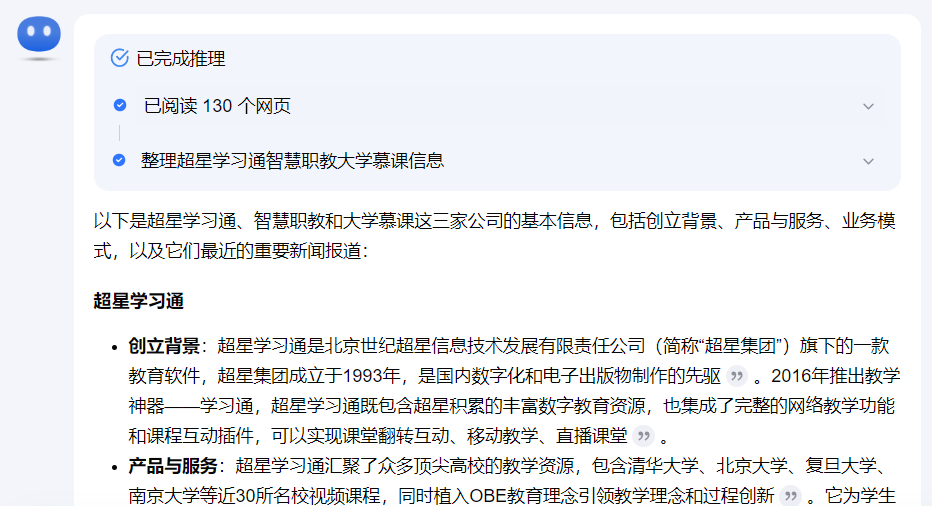 已完成推理
已阅读 130 个网页
整理超星学习通智慧职教大学慕课信息
以下是超星学习通、智慧职教和大学慕课这三家公司的基本信息，包括创立背景、产品与服务、业务模
式，以及它们最近的重要新闻报道：
超星学习通
• 创立背景：超星学习通是北京世纪超星信息技术发展有限责任公司（简称“超星集团”）旗下的一款
教育软件，超星集团成立于1993年，是国内数字化和电子出版物制作的先驱 ” 。2016年推出教学
神器——学习通，超星学习通既包含超星积累的丰富数字教育资源，也集成了完整的网络教学功能
和课程互动插件，可以实现课堂翻转互动、移动教学、直播课堂 ” 。
• 产品与服务：超星学习通汇聚了众多顶尖高校的教学资源，包含清华大学、北京大学、复旦大学、
南京大学等近30所名校视频课程，同时植入OBE教育理念引领教学理念和过程创新 ” 。它为学生